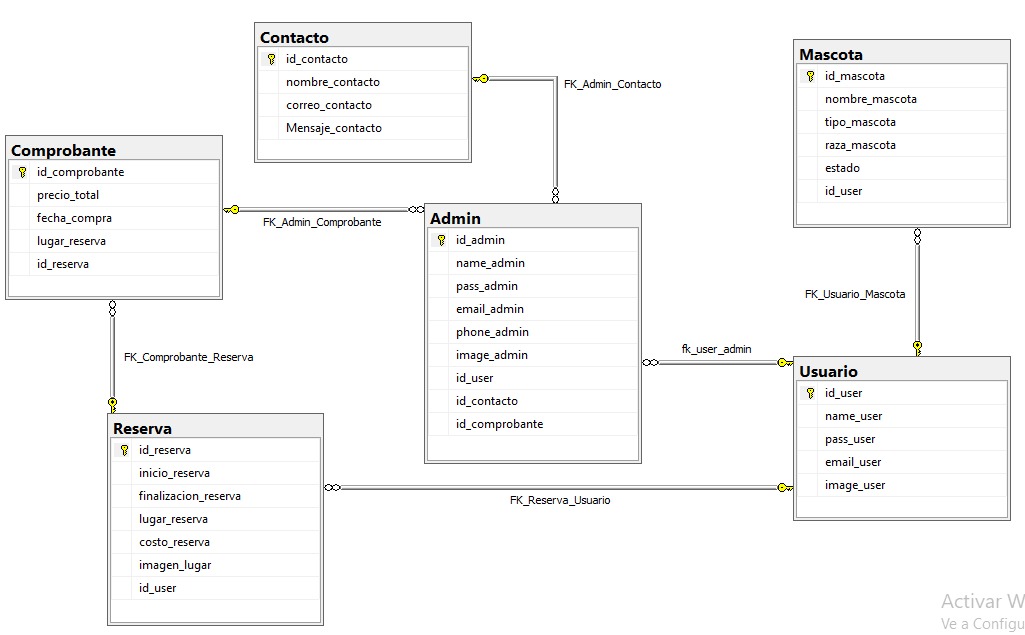 Contacto
id_contacto
nombre_contacto
correo_contacto
Mensaje_contacto
FK_Admin_Contacto
Mascota
id_mascota
nombre_mascota
tipo_mascota
raza_mascota
estado
id_user
Comprobante
id_comprobante
precio_total
fecha_compra
lugar_reserva
id_reserva
FK_Admin_Comprobante
Admin
id_admin
name_admin
pass_admin
email_admin
phone_admin
image_admin
id_user
id_contacto
id_comprobante
FK_Usuario_Mascota
FK_Comprobante_Reserva
fk_user_admin
Usuario
id_user
name_user
pass_user
email_user
image_user
Reserva
id_reserva
inicio_reserva
finalizacion_reserva
lugar_reserva
costo_reserva
imagen_lugar
id_user
FK_Reserva_Usuario
Activar W
Ve a Configu